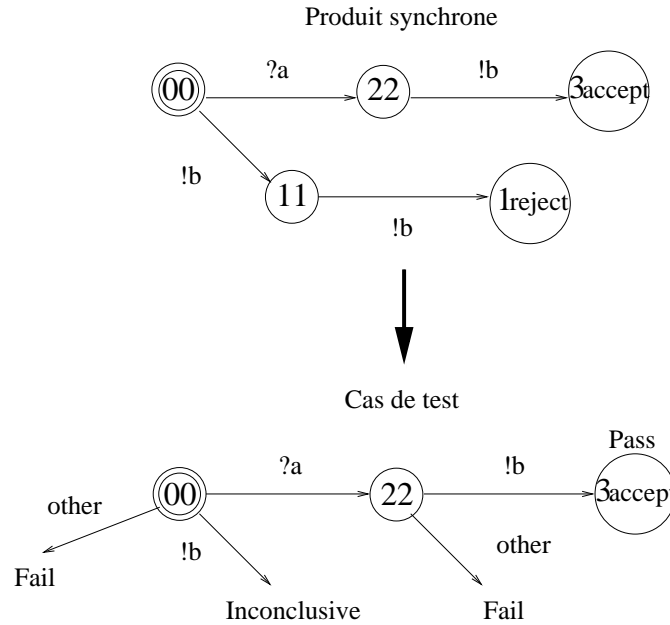 Produit synchrone
?a
!b
00
22
3accept
!b
11
1reject
!b
Cas de test
Pass
?a
!b
00
22
3accept
other
!b
other
Fail
Inconclusive
Fail